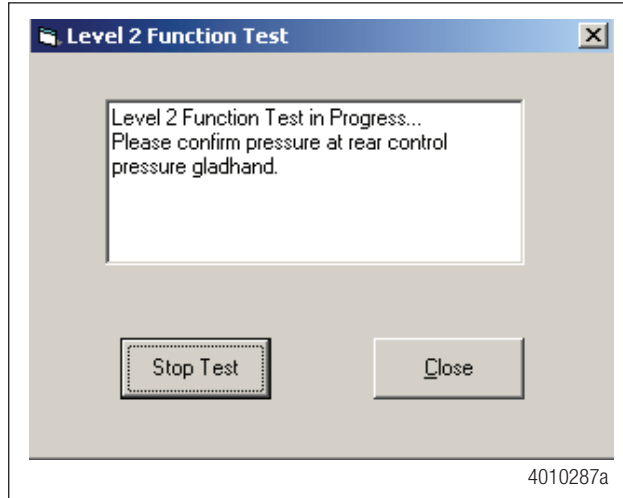 Level 2 Function Test
Level 2 Function Test in Progress...
Please confirm pressure at rear control
pressure gladhand.
Stop Test
Close
4010287a